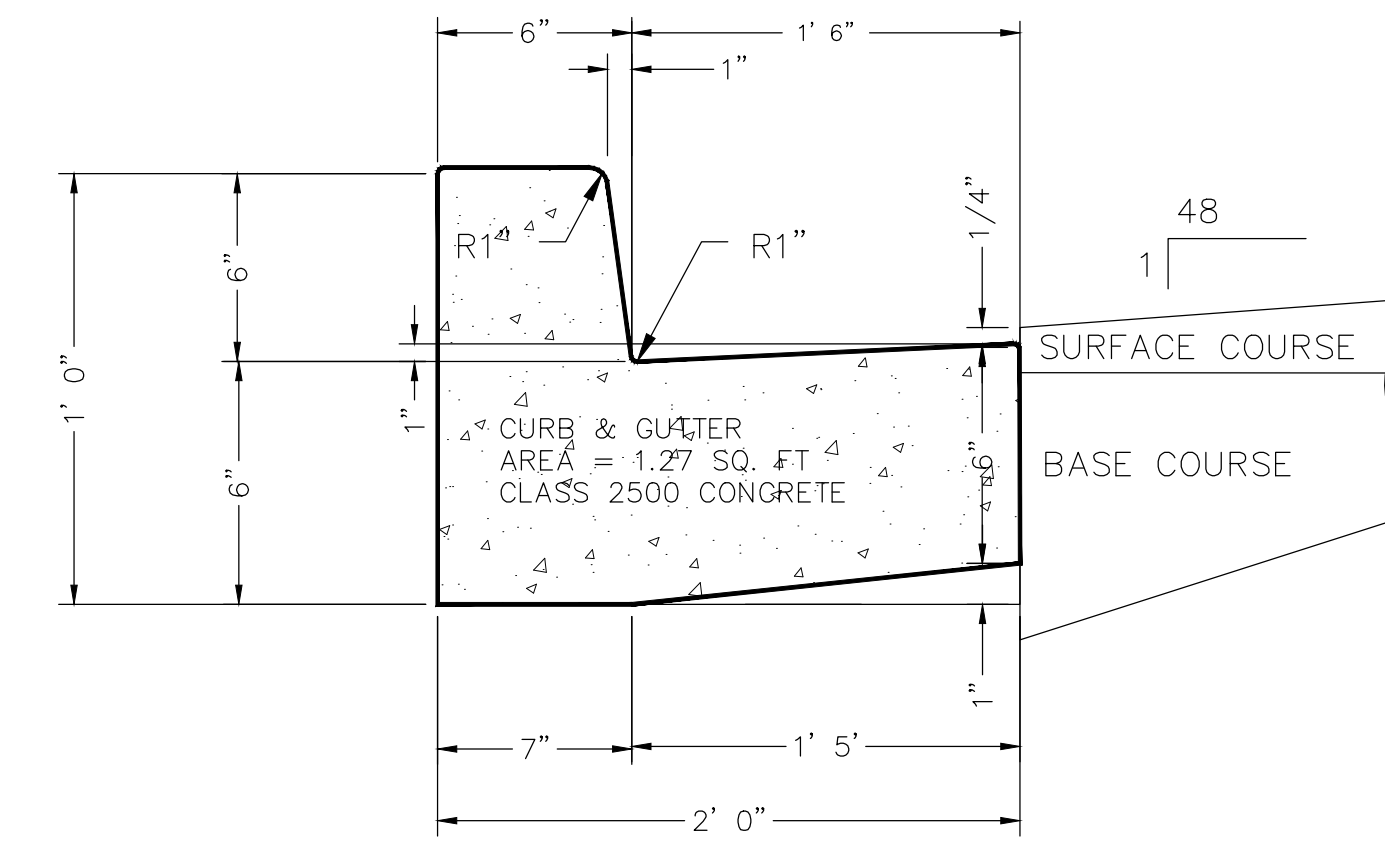 6”
1’ 6”
1”
1/4”
48
1
R1”
R1”
6”
1’ 0”
1”
6”
SURFACE COURSE
CURB & GUTTER
AREA = 1.27 SQ. FT
CLASS 2500 CONCRETE
6”
BASE COURSE
1”
7”
1’ 5’
2’ 0”